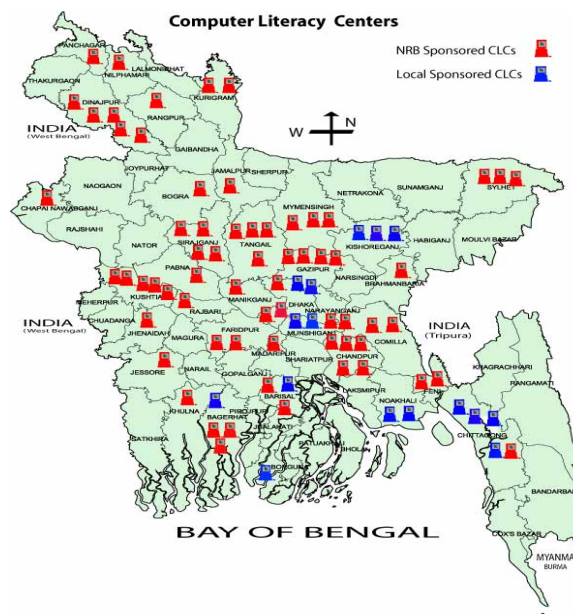 Computer Literacy Centers
NRB Sponsored CLCs
Local Sponsored CLCs
W N
PANCHAGAR
NILPHAMARI
LALMONIRHAT
THAKURGAON
KURIGRAM
DINAJPUR
RANGPUR
INDIA
(West Bengal)
GAIBANDHA
JOYPURHAT
JAMALPUR
SHERPUR
NAOGAON
BOGRA
NETRAKONA
SUNAMGANJ
SYLHET
MYMENSINGH
CHAPAI NAWABGANJ
RAJSHAHI
NATOR
SIRAJGANJ
TANGAIL
KISHOREGANJ
HABIGANJ
MOULVI BAZAR
PABNA
GAZIPUR
NARSINGDI
BRAHMANBARIA
MEHERPUR
KUSHTIA
MANIKGANJ
DHAKA
RAJBARI
NARAYANGANJ
CHUADANGA
INDIA
(West Bengal)
JHENAIDAH
MAGURA
FARIDPUR
MUNSHIGANJ
COMILLA
INDIA
(Tripura)
MADARIPUR
SHARIATPUR
CHANDPUR
JESSORE
NARAIL
GOPALGANJ
LAKSMIPUR
FENI
KHAGRACHHARI
RANGAMATI
KHULNA
BARISAL
NOAKHALI
PIROJPUR
BAGERHAT
JHALAKATI
CHITTAGONG
SATKHIRA
PATUAKHALI
BHOLA
BORGUNA
BANDARBAN
BAY OF BENGAL
COX'S BAZAR
MYANMA
BURMA